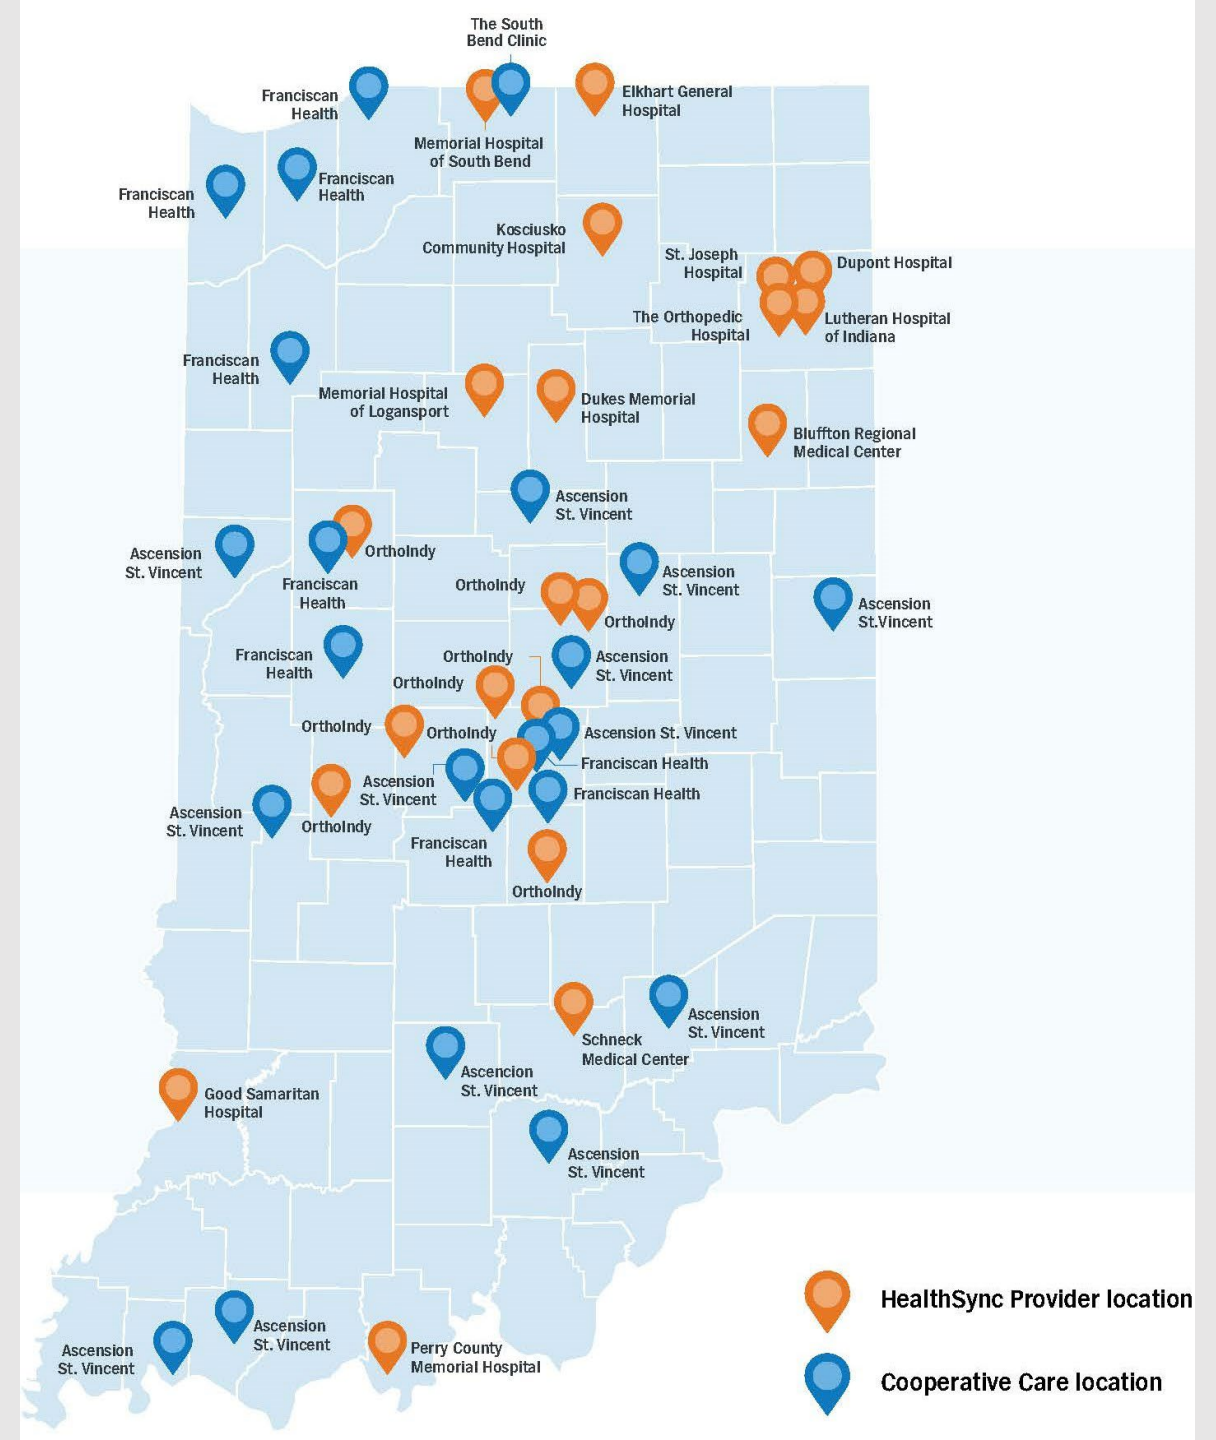 The South
Bend Clinic
Franciscan
Health
Elkhart General
Hospital
Memorial Hospital
of South Bend
Franciscan
Health
Franciscan
Health
Kosciusko
Community Hospital
St. Joseph
Hospital
Dupont Hospital
The Orthopedic
Hospital
Lutheran Hospital
of Indiana
Franciscan
Health
Memorial Hospital
of Logansport
Dukes Memorial
Hospital
Bluffton Regional
Medical Center
Ascension
St. Vincent
Ascension
St. Vincent
OrthoIndy
Franciscan
Health
OrthoIndy
Ascension
St. Vincent
OrthoIndy
Ascension
St.Vincent
Franciscan
Health
OrthoIndy
Ascension
St. Vincent
OrthoIndy
OrthoIndy
OrthoIndy
Ascension St. Vincent
Franciscan Health
Ascension
St. Vincent
Franciscan Health
Ascension
St. Vincent
OrthoIndy
Franciscan
Health
OrthoIndy
Ascension
St. Vincent
Schneck
Medical Center
Ascencion
St. Vincent
Good Samaritan
Hospital
Ascension
St. Vincent
HealthSync Provider location
Ascension
St. Vincent
Ascension
St. Vincent
Perry County
Memorial Hospital
Cooperative Care location